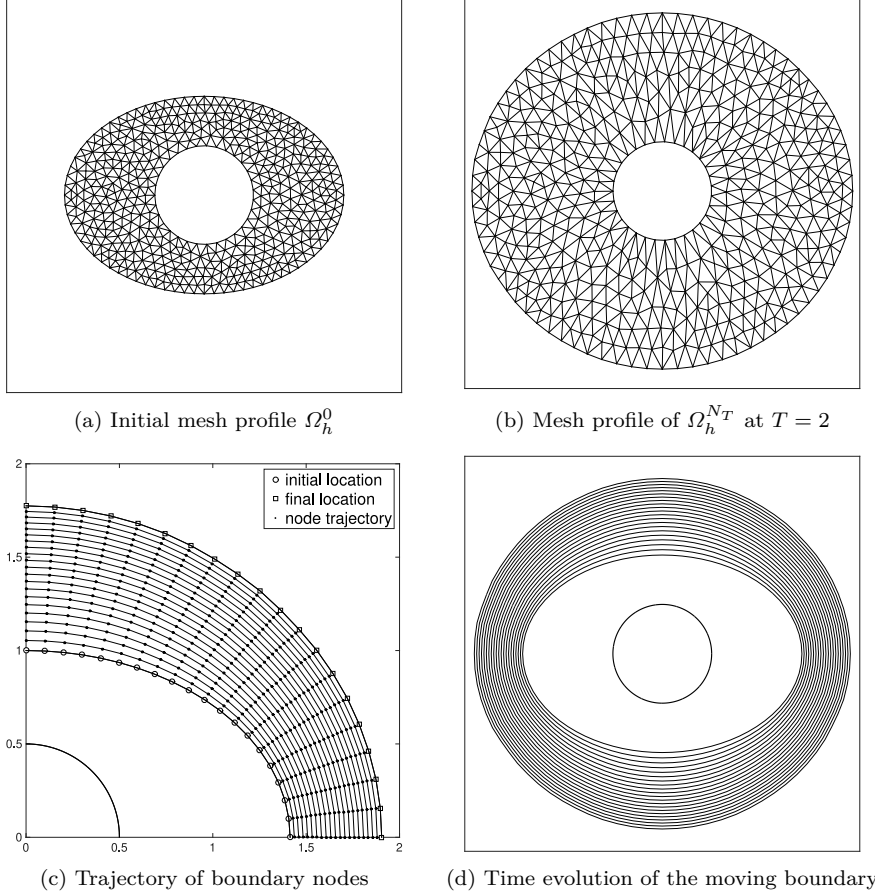 (a) Initial mesh profile Ω_h^0
(b) Mesh profile of Ω_h^{N_T} at T = 2
2
1.5
1
0.5
0
0
0.5
1
1.5
2
initial location
final location
node trajectory
(c) Trajectory of boundary nodes
(d) Time evolution of the moving boundary